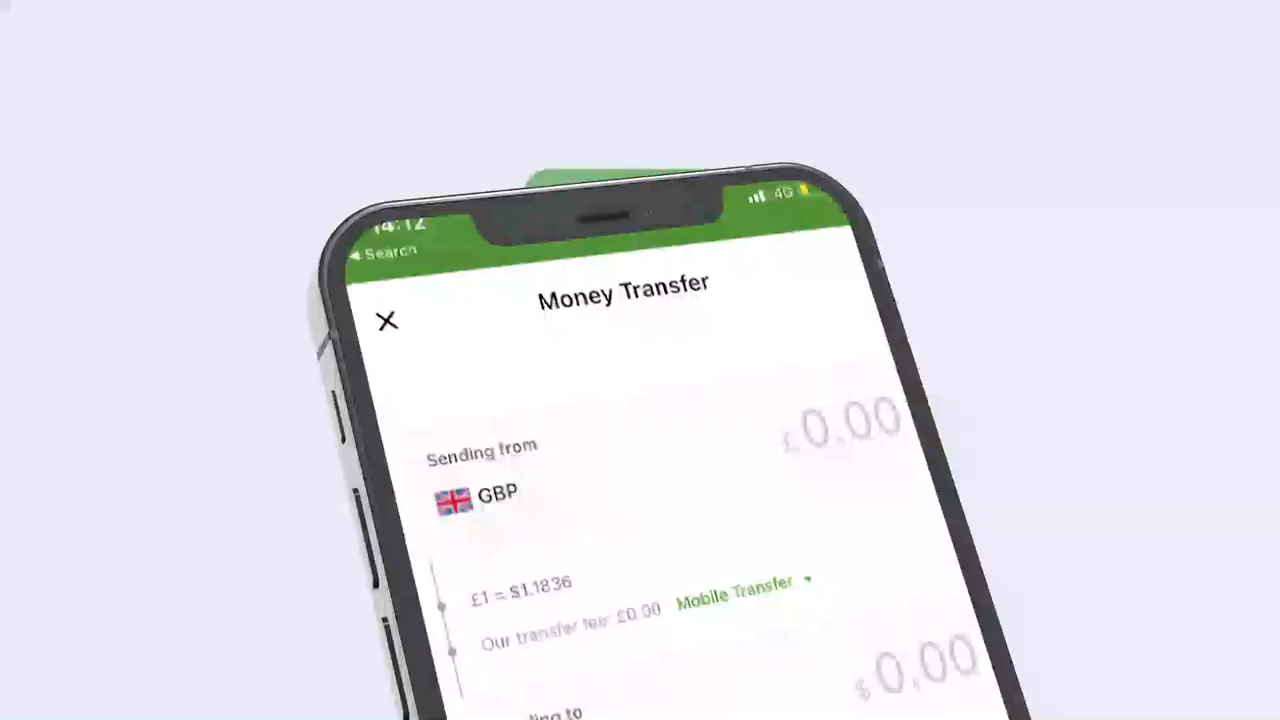 14:12
4G
◀ Search
Money Transfer
£0.00
Sending from
GBP
£1 = $1.1836
Our transfer fee: £0.00 Mobile Transfer
$0.00
to